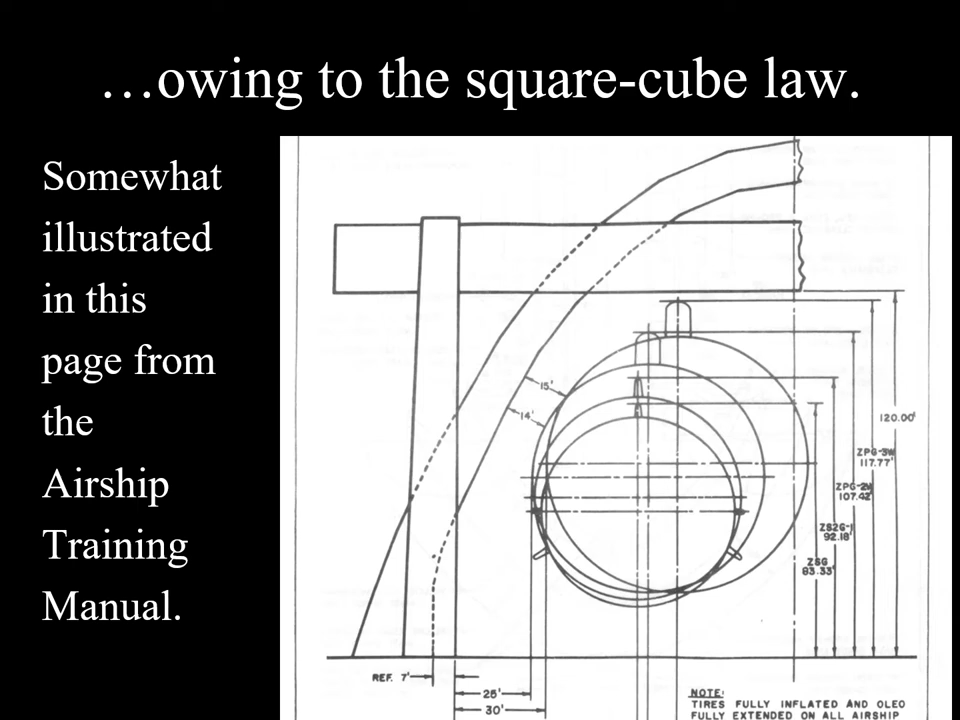 …owing to the square-cube law.
Somewhat
illustrated
in this
page from
the
Airship
Training
Manual.
15'
14'
120.00'
ZPG-3W
117.77'
ZPG-2W
107.42'
ZS2G-1
92.18'
ZSG
83.33'
REF. 7'
25'
30'
NOTE:
TIRES FULLY INFLATED AND OLEO
FULLY EXTENDED ON ALL AIRSHIP